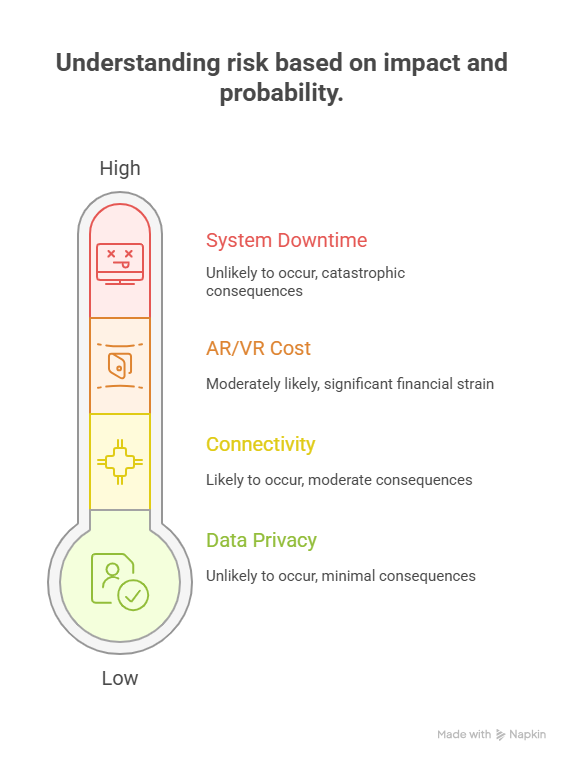 Understanding risk based on impact and
probability.
High
System Downtime
Unlikely to occur, catastrophic
consequences
AR/VR Cost
Moderately likely, significant financial strain
Connectivity
Likely to occur, moderate consequences
Data Privacy
Unlikely to occur, minimal consequences
Low
Made with Napkin